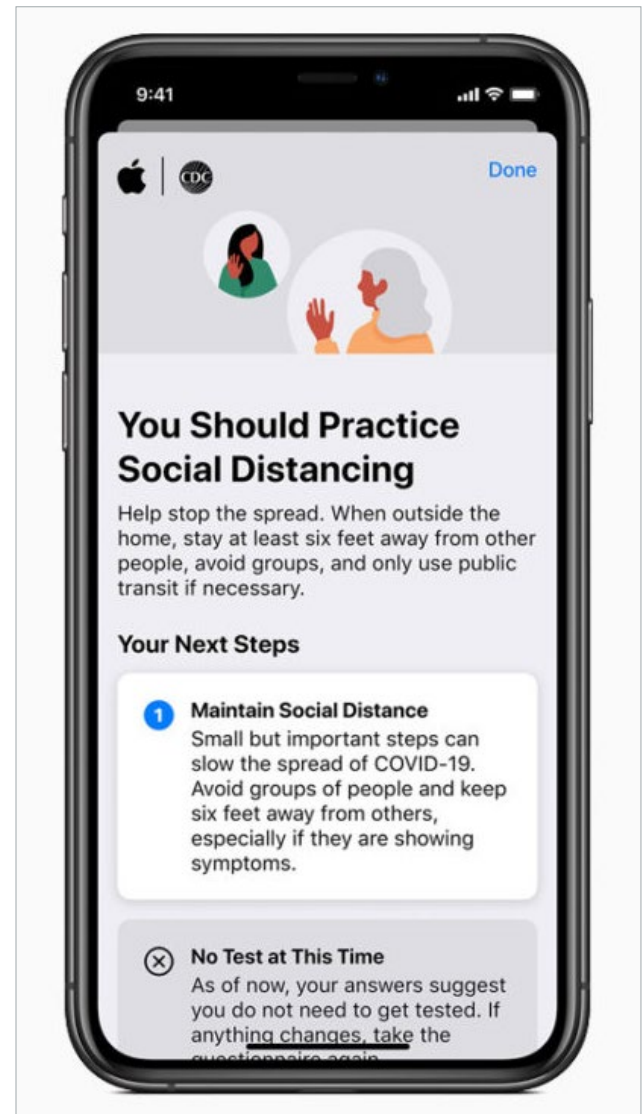 9:41
CDC
Done
You Should Practice
Social Distancing
Help stop the spread. When outside the
home, stay at least six feet away from other
people, avoid groups, and only use public
transit if necessary.
Your Next Steps
1 Maintain Social Distance
Small but important steps can
slow the spread of COVID-19.
Avoid groups of people and keep
six feet away from others,
especially if they are showing
symptoms.
No Test at This Time
As of now, your answers suggest
you do not need to get tested. If
anything changes, take the
questionnaire again.